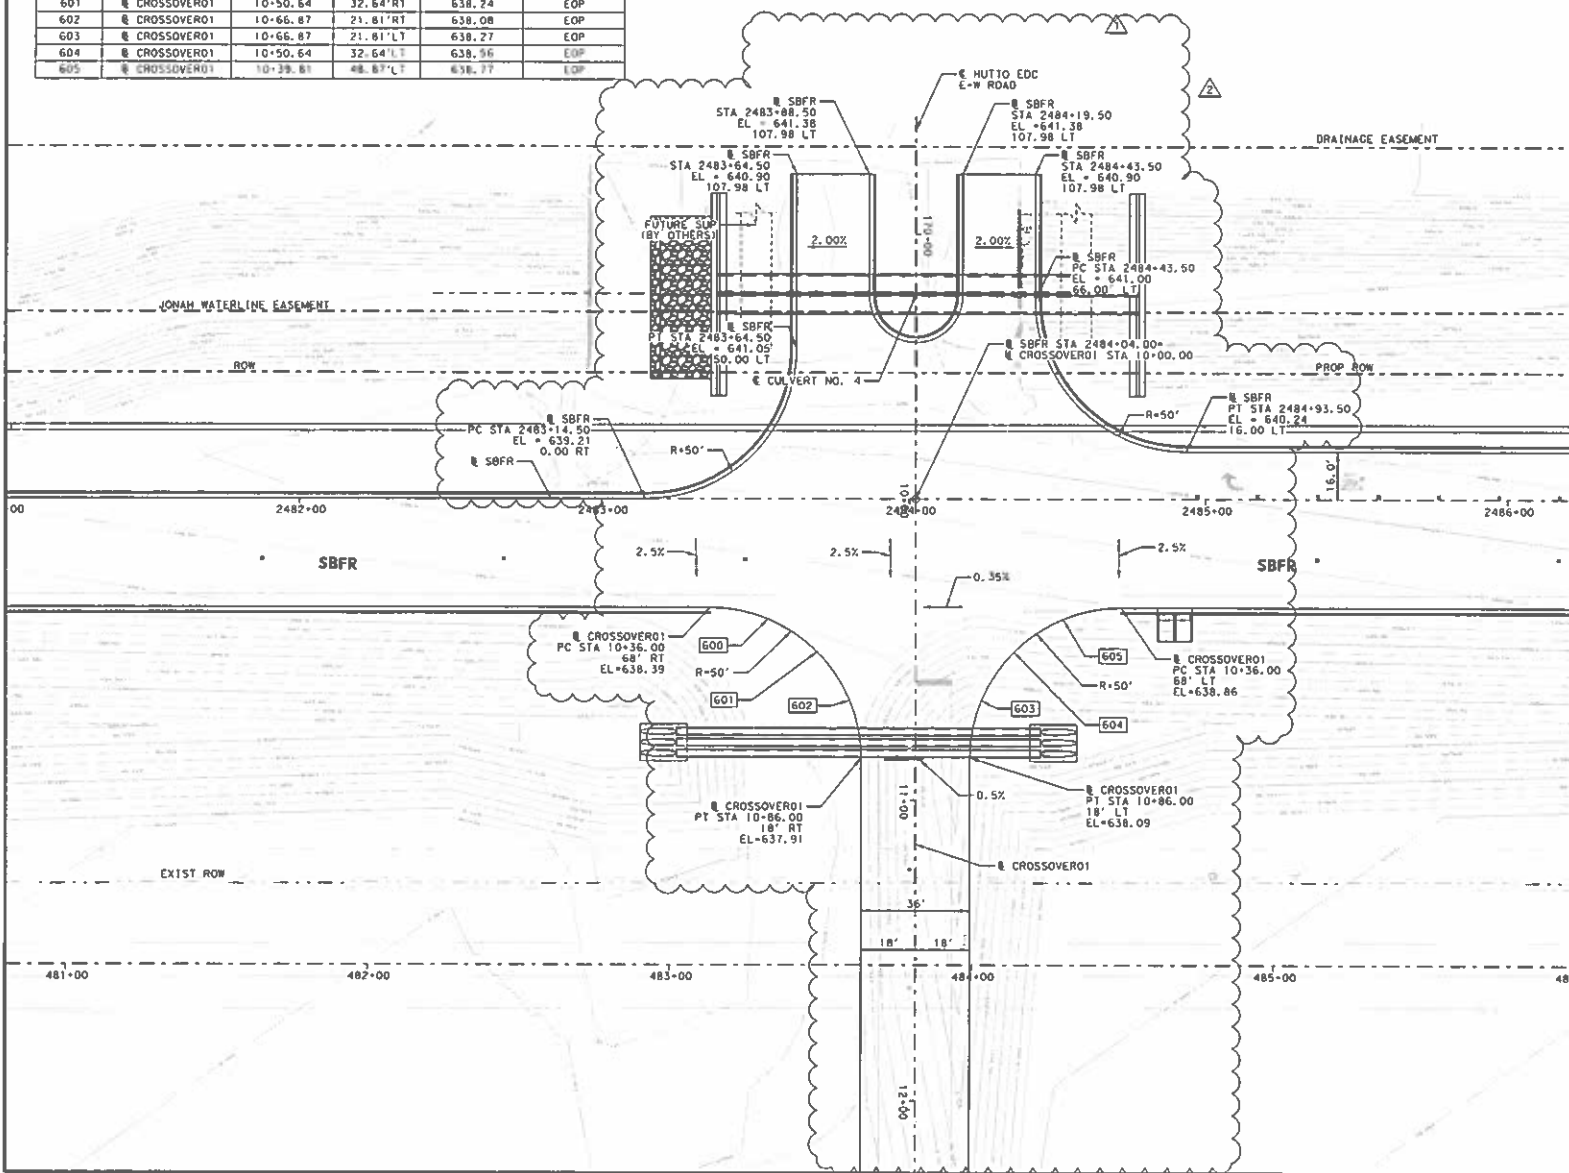 601 ℄ CROSSOVER01 10+50.64 32.64'RT 638.24 EOP
602 ℄ CROSSOVER01 10+66.87 21.81'RT 638.08 EOP
603 ℄ CROSSOVER01 10+66.87 21.81'LT 638.27 EOP
604 ℄ CROSSOVER01 10+50.64 32.64'LT 638.56 EOP
605 ℄ CROSSOVER01 10+39.81 48.87'LT 638.77 EOP
1
2
℄ HUTTO EDC
E-W ROAD
℄ SBFR
STA 2483+88.50
EL = 641.38
107.98 LT
℄ SBFR
STA 2484+19.50
EL =641.38
107.98 LT
DRAINAGE EASEMENT
℄ SBFR
STA 2483+64.50
EL = 640.90
107.98 LT
℄ SBFR
STA 2484+43.50
EL = 640.90
107.98 LT
FUTURE SUP
(BY OTHERS)
2.00%
170+00
2.00%
℄ SBFR
PC STA 2484+43.50
EL = 641.00
66.00' LT
JONAH WATERLINE EASEMENT
℄ SBFR
PT STA 2483+64.50
EL = 641.05'
50.00 LT
℄ SBFR STA 2484+04.00=
℄ CROSSOVER01 STA 10+00.00
ROW
PROP ROW
℄ CULVERT NO. 4
℄ SBFR
PT STA 2484+93.50
EL = 640.24
16.00 LT
R=50'
℄ SBFR
PC STA 2483+14.50
EL = 639.21
0.00 RT
R=50'
℄ SBFR
16.0'
00
2482+00
2483+00
2484+00
2485+00
2486+00
SBFR
2.5%
2.5%
2.5%
SBFR
0.35%
℄ CROSSOVER01
PC STA 10+36.00
68' RT
EL=638.39
600
R=50'
601
602
603
604
R=50'
605
℄ CROSSOVER01
PC STA 10+36.00
68' LT
EL=638.86
℄ CROSSOVER01
PT STA 10+86.00
18' RT
EL=637.91
11+00
0.5%
℄ CROSSOVER01
PT STA 10+86.00
18' LT
EL=638.09
℄ CROSSOVER01
EXIST ROW
36'
18' 18'
481+00
482+00
483+00
484+00
485+00
48
12+00